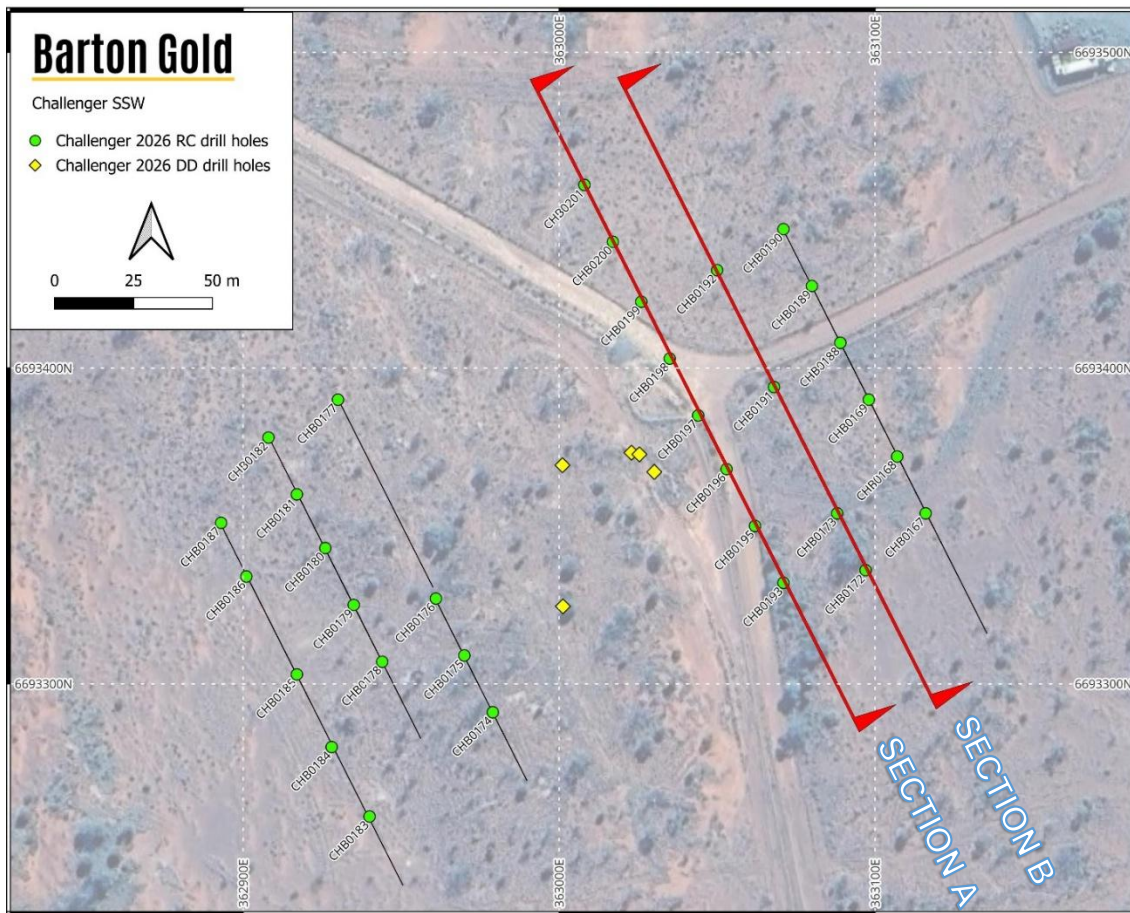 Barton Gold
Challenger SSW
Challenger 2026 RC drill holes
Challenger 2026 DD drill holes
0 25 50 m
363000E
363100E
6693500N
6693500N
CH30201
CHB0200
CHB0199
CHB0198
CHB0197
CHB0196
CHB0195
CHB0193
CHB0192
CHB0191
CHB0173
CHB0172
CHB0190
CHB0189
CHB0188
CHB0169
CHB0168
CHB0167
6693400N
6693400N
CHB0177
CHB0176
CHB0175
CHB0174
CHB0182
CHB0181
CHB0180
CHB0179
CHB0178
CHB0187
CHB0186
CHB0185
CHB0184
CHB0183
6693300N
6693300N
SECTION A
SECTION B
362900E
363000E
363100E